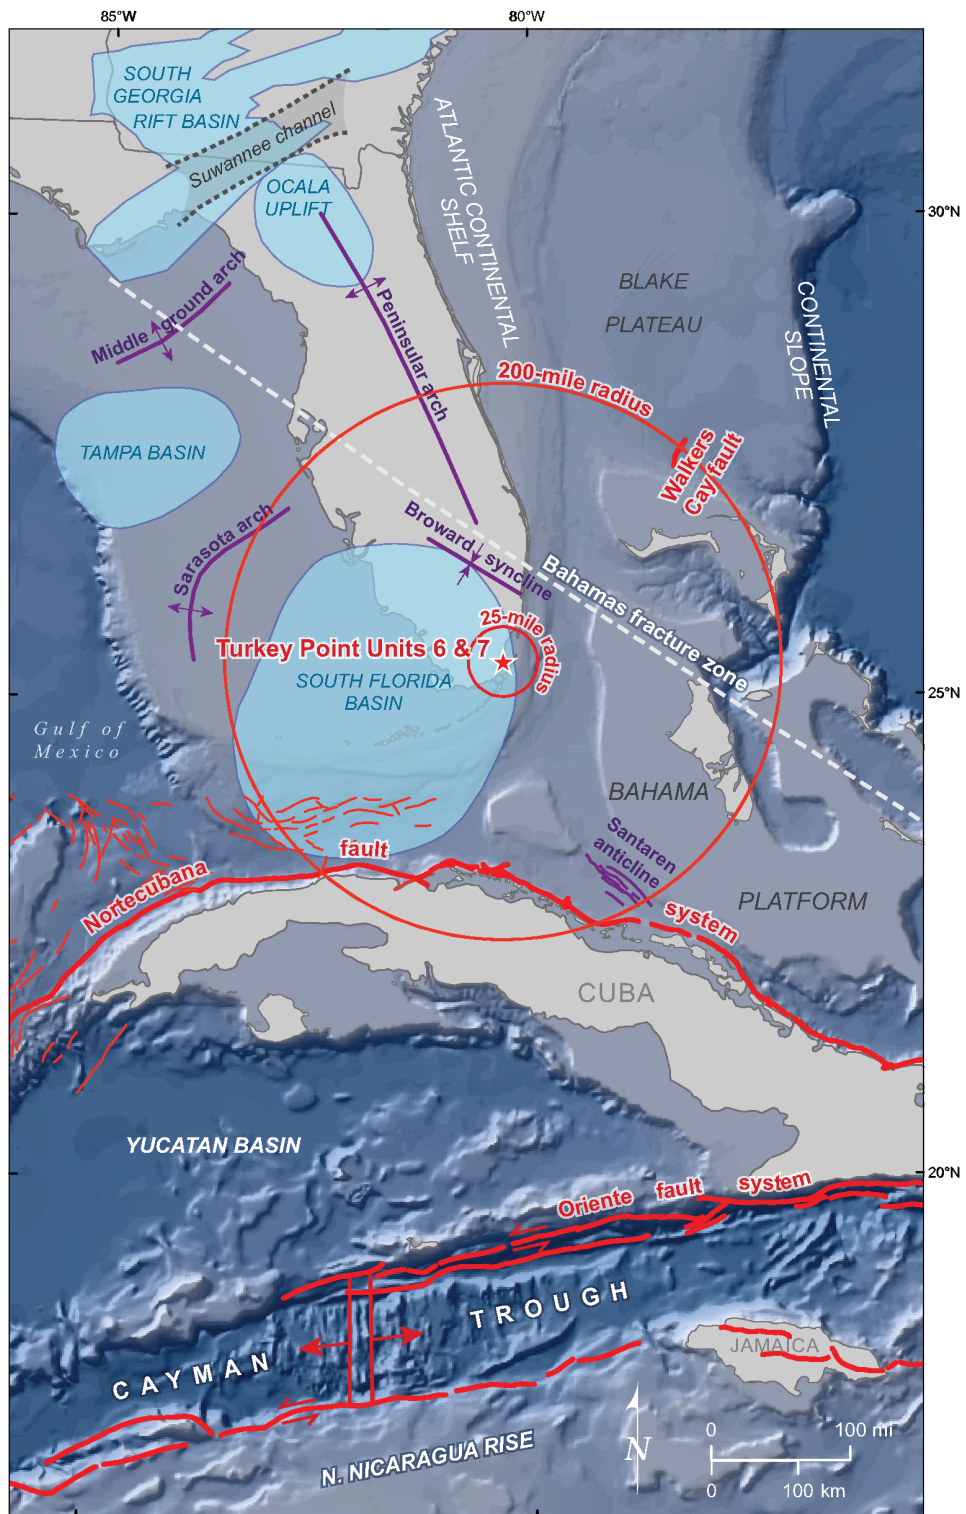 85°W
80°W
SOUTH
GEORGIA
RIFT BASIN
Suwannee channel
ATLANTIC CONTINENTAL
SHELF
OCALA
UPLIFT
30°N
BLAKE
PLATEAU
CONTINENTAL
SLOPE
Middle ground arch
Peninsular arch
200-mile radius
Walkers
Cay fault
TAMPA BASIN
Sarasota arch
Broward syncline
Bahamas fracture zone
25-mile radius
Turkey Point Units 6 & 7
SOUTH FLORIDA
BASIN
25°N
Gulf of
Mexico
BAHAMA
Santaren
anticline
PLATFORM
Nortecubana fault system
CUBA
YUCATAN BASIN
20°N
Oriente fault system
CAYMAN TROUGH
JAMAICA
N. NICARAGUA RISE
N
0 100 mi
0 100 km